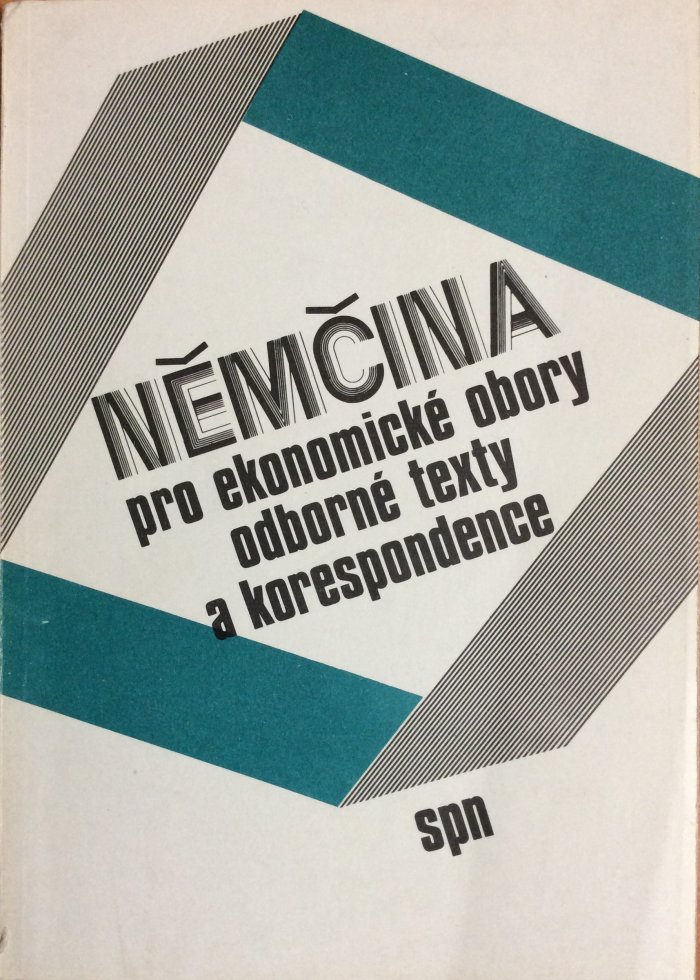 NĚMČINA
pro ekonomické obory
odborné texty
a korespondence
spn